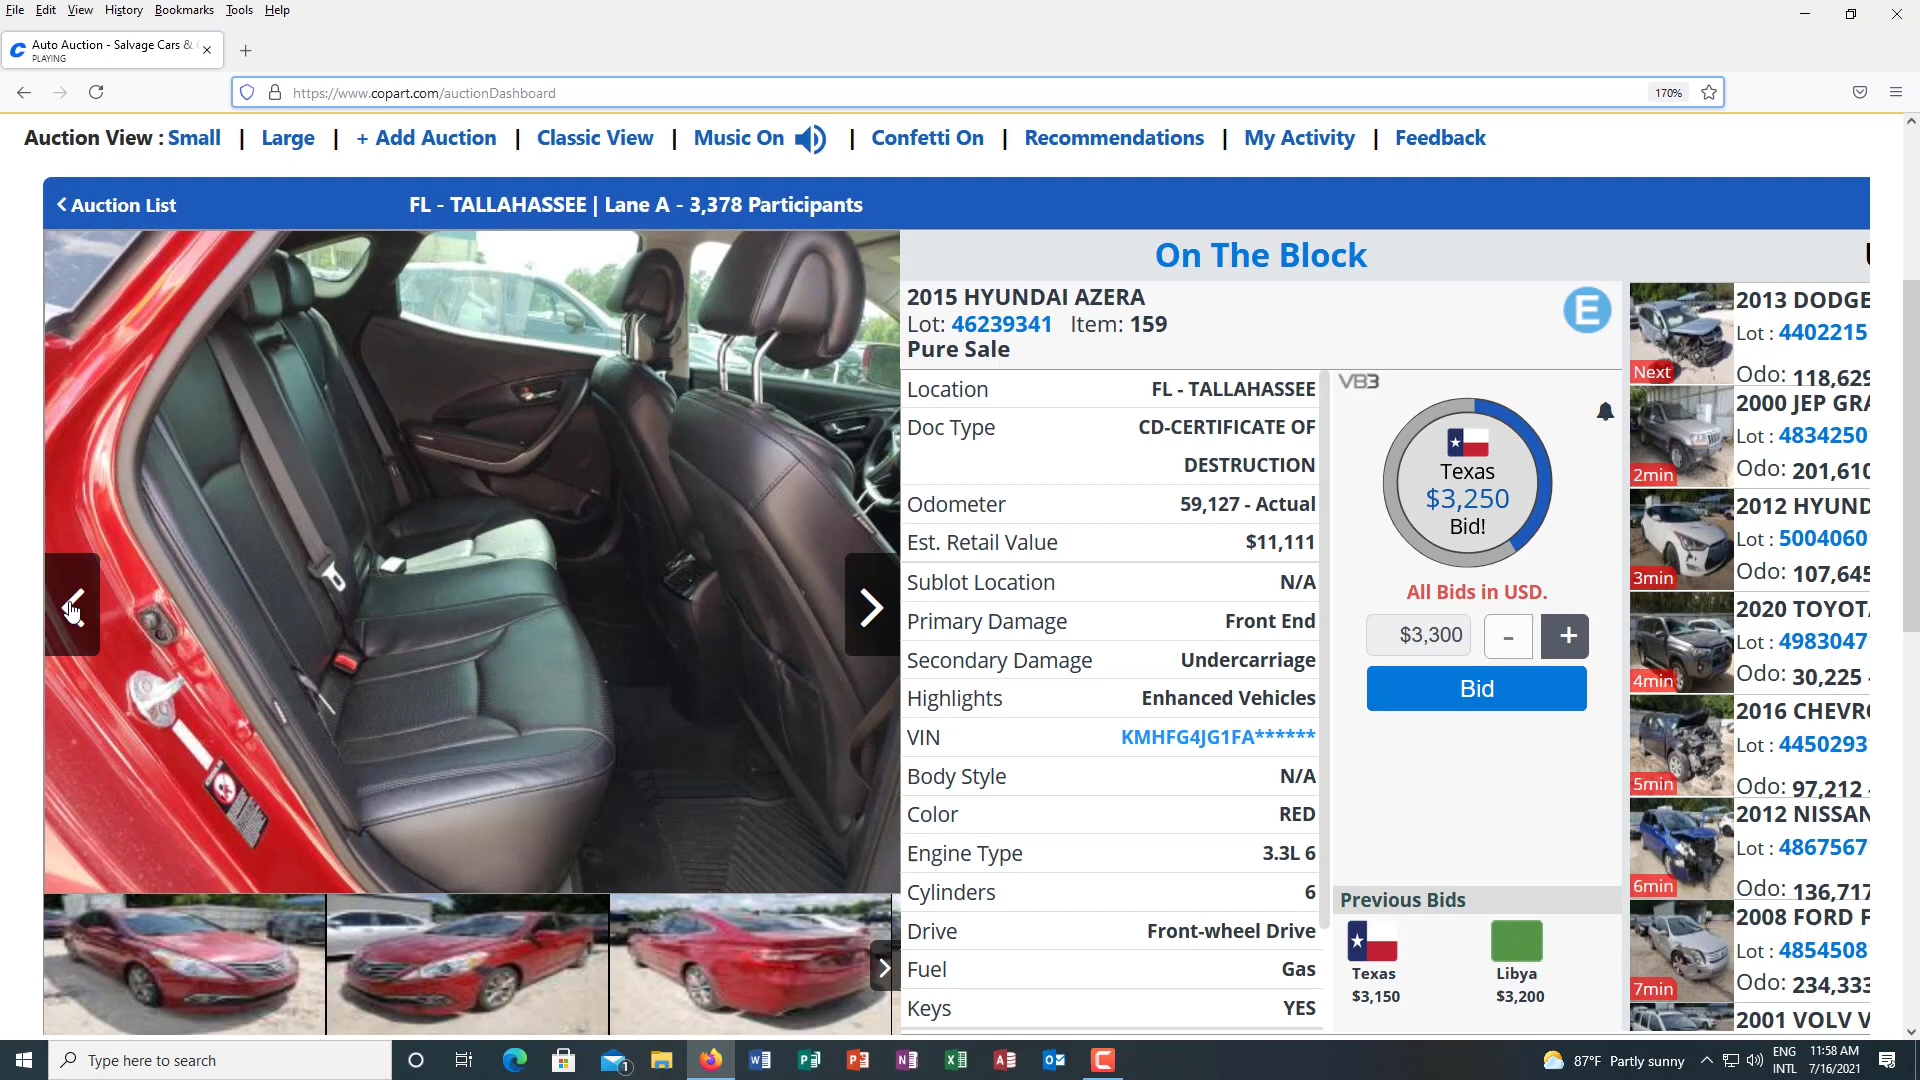 File Edit View History Bookmarks Tools Help
Auto Auction - Salvage Cars &
PLAYING
https://www.copart.com/auctionDashboard
170%
Auction View : Small | Large | + Add Auction | Classic View | Music On | Confetti On | Recommendations | My Activity | Feedback
Auction List
FL - TALLAHASSEE | Lane A - 3,378 Participants
On The Block
2015 HYUNDAI AZERA
Lot: 46239341 Item: 159
Pure Sale
E
Location FL - TALLAHASSEE
Doc Type CD-CERTIFICATE OF
DESTRUCTION
Odometer 59,127 - Actual
Est. Retail Value $11,111
Sublot Location N/A
Primary Damage Front End
Secondary Damage Undercarriage
Highlights Enhanced Vehicles
VIN KMHFG4JG1FA******
Body Style N/A
Color RED
Engine Type 3.3L 6
Cylinders 6
Drive Front-wheel Drive
Fuel Gas
Keys YES
VB3
Texas
$3,250
Bid!
All Bids in USD.
$3,300 - +
Bid
Previous Bids
Texas
$3,150
Libya
$3,200
2013 DODGE
Lot : 4402215
Next
Odo: 118,629
2000 JEP GRA
Lot : 4834250
2min
Odo: 201,610
2012 HYUND
Lot : 5004060
3min
Odo: 107,645
2020 TOYOTA
Lot : 4983047
4min
Odo: 30,225 -
2016 CHEVRO
Lot : 4450293
5min
Odo: 97,212 -
2012 NISSAN
Lot : 4867567
6min
Odo: 136,717
2008 FORD F
Lot : 4854508
7min
Odo: 234,333
2001 VOLV V
Type here to search
1
87°F Partly sunny
ENG
INTL
11:58 AM
7/16/2021